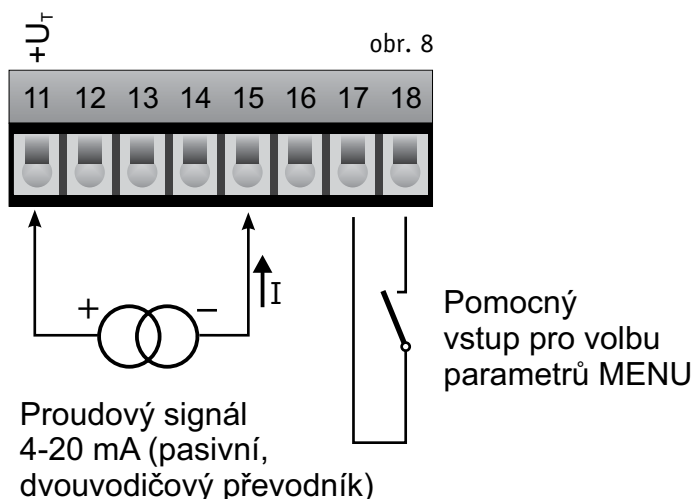 +U_T
obr. 8
11 12 13 14 15 16 17 18
+ –
I
Pomocný
vstup pro volbu
parametrů MENU
Proudový signál
4-20 mA (pasivní,
dvouvodičový převodník)